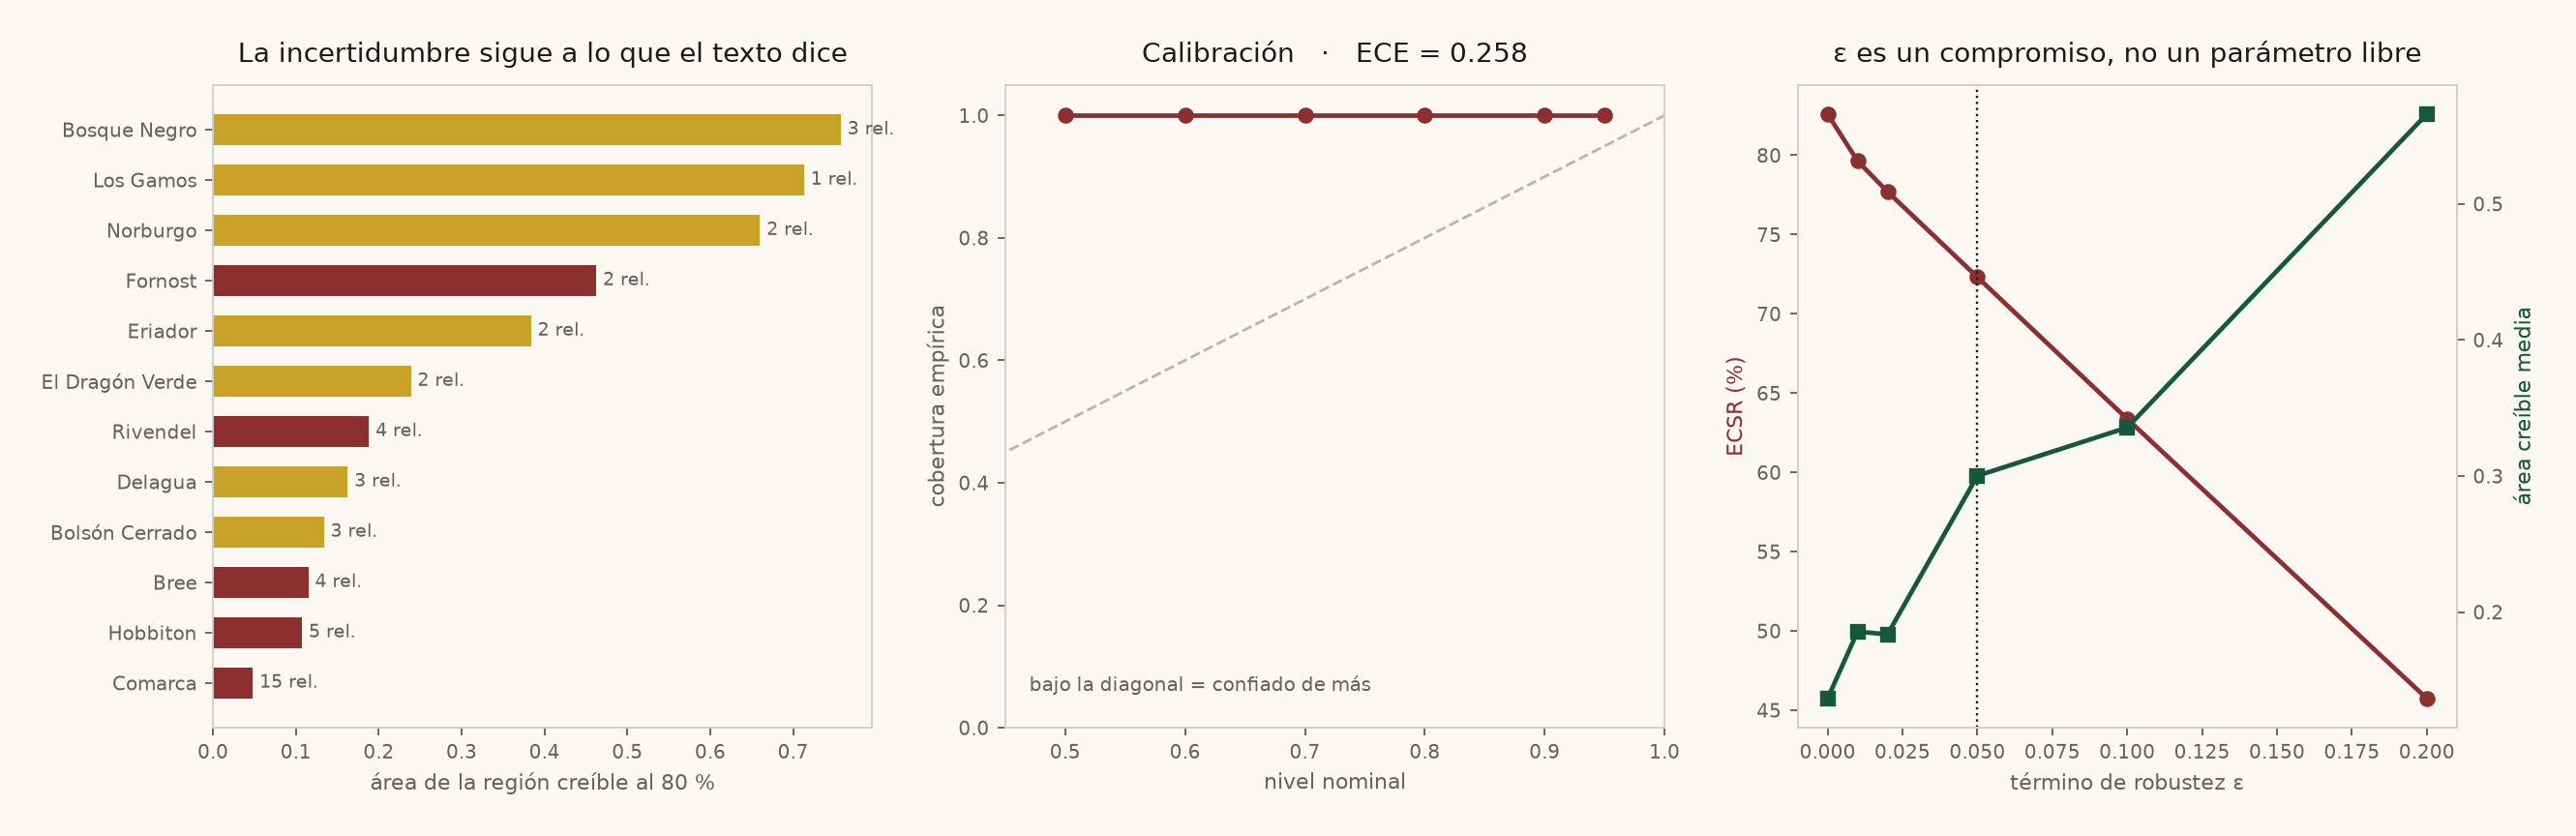 La incertidumbre sigue a lo que el texto dice
Bosque Negro
3 rel.
Los Gamos
1 rel.
Norburgo
2 rel.
Fornost
2 rel.
Eriador
2 rel.
El Dragón Verde
2 rel.
Rivendel
4 rel.
Delagua
3 rel.
Bolsón Cerrado
3 rel.
Bree
4 rel.
Hobbiton
5 rel.
Comarca
15 rel.
0.0 0.1 0.2 0.3 0.4 0.5 0.6 0.7
área de la región creíble al 80 %
Calibración · ECE = 0.258
cobertura empírica
1.0
0.8
0.6
0.4
0.2
0.0
bajo la diagonal = confiado de más
0.5 0.6 0.7 0.8 0.9 1.0
nivel nominal
ε es un compromiso, no un parámetro libre
ECSR (%)
80
75
70
65
60
55
50
45
0.5
0.4
0.3
0.2
área creíble media
0.000 0.025 0.050 0.075 0.100 0.125 0.150 0.175 0.200
término de robustez ε